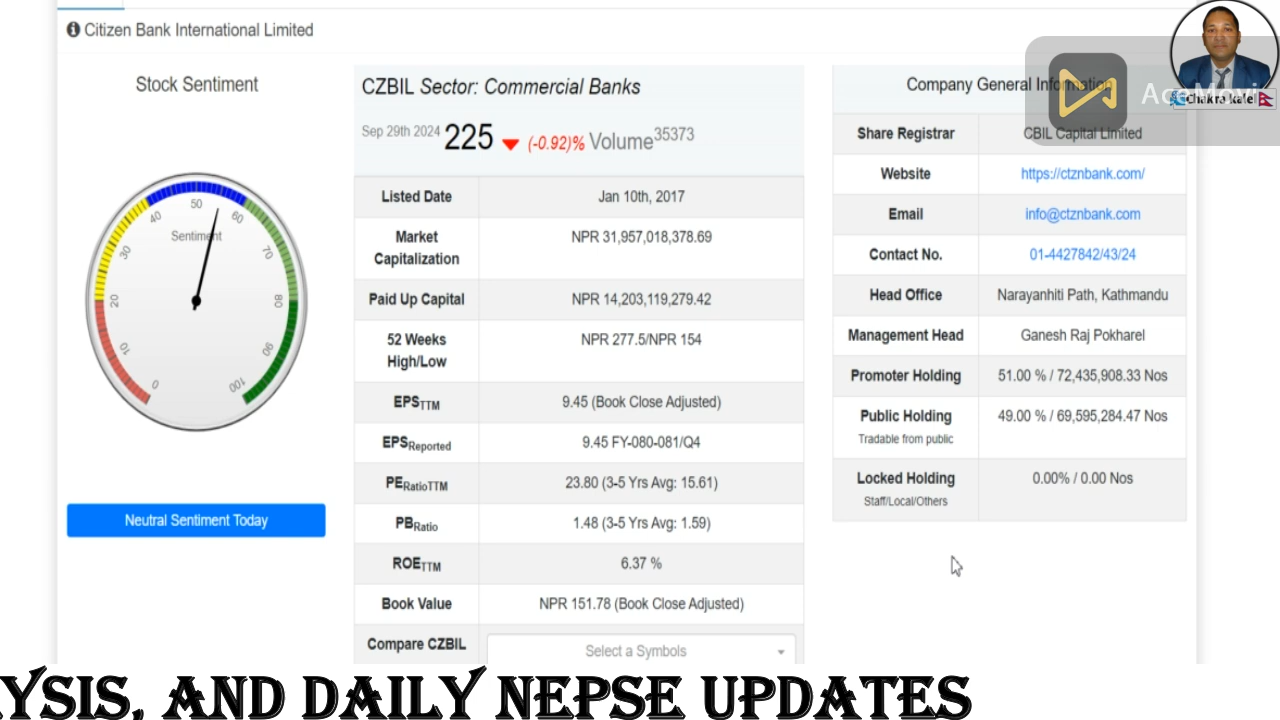 Citizen Bank International Limited
Stock Sentiment
0
10
20
30
40
50
60
70
80
90
100
Sentiment
Neutral Sentiment Today
CZBIL Sector: Commercial Banks
Sep 29th 2024 225 (-0.92)% Volume 35373
Listed Date Jan 10th, 2017
Market Capitalization NPR 31,957,018,378.69
Paid Up Capital NPR 14,203,119,279.42
52 Weeks High/Low NPR 277.5/NPR 154
EPSTTM 9.45 (Book Close Adjusted)
EPSReported 9.45 FY-080-081/Q4
PERatioTTM 23.80 (3-5 Yrs Avg: 15.61)
PBRatio 1.48 (3-5 Yrs Avg: 1.59)
ROETTM 6.37 %
Book Value NPR 151.78 (Book Close Adjusted)
Compare CZBIL Select a Symbols
Company General Information
Share Registrar CBIL Capital Limited
Website https://ctznbank.com/
Email info@ctznbank.com
Contact No. 01-4427842/43/24
Head Office Narayanhiti Path, Kathmandu
Management Head Ganesh Raj Pokharel
Promoter Holding 51.00 % / 72,435,908.33 Nos
Public Holding 49.00 % / 69,595,284.47 Nos
Tradable from public
Locked Holding 0.00% / 0.00 Nos
Staff/Local/Others
YSIS, AND DAILY NEPSE UPDATES